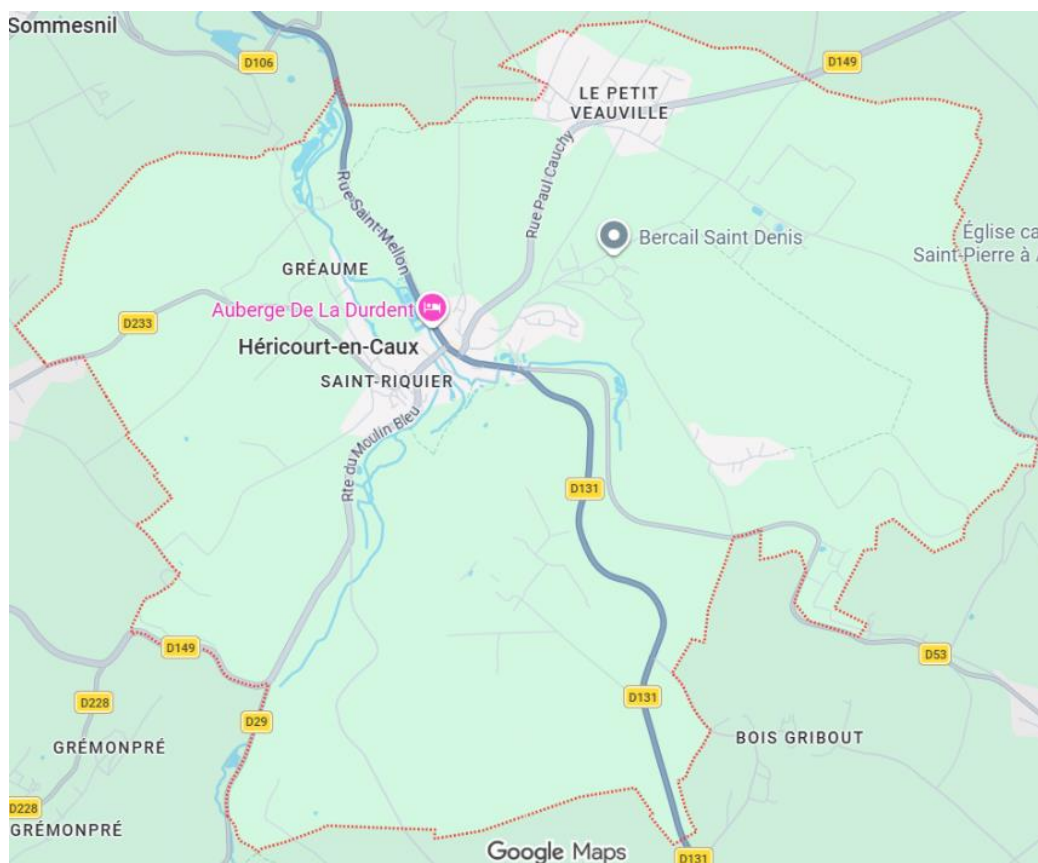 Sommesnil
D106
D149
LE PETIT
VEAUVILLE
Rue Paul Cauchy
Rue Saint-Mellon
Bercail Saint Denis
Église ca
Saint-Pierre à
GRÉAUME
Auberge De La Durdent
D233
Héricourt-en-Caux
SAINT-RIQUIER
Rte du Moulin Bleu
D131
D149
D53
D228
D131
D29
BOIS GRIBOUT
GRÉMONPRÉ
D228
GRÉMONPRÉ
Google Maps
D131